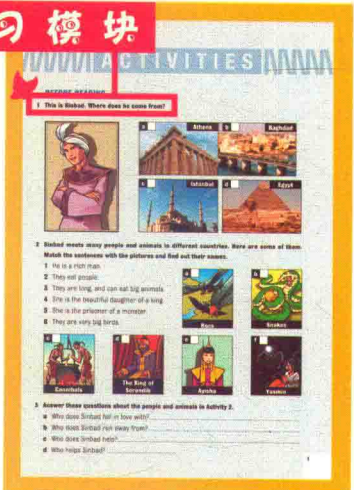 习模块
ACTIVITIES
BEFORE READING
1 This is Sinbad. Where does he come from?
a Athens
b Baghdad
c Istanbul
d Egypt
2 Sinbad meets many people and animals in different countries. Here are some of them.
Match the sentences with the pictures and find out their names.
1 He is a rich man.
2 They eat people.
3 They are long, and can eat big animals.
4 She is the beautiful daughter of a king.
5 She is the prisoner of a monster.
6 They are very big birds.
a Rocs
b Snakes
c Cannibals
d The King of
Serendib
e Ayesha
f Yasmin
3 Answer these questions about the people and animals in Activity 2.
a Who does Sinbad fall in love with?
b Who does Sinbad run away from?
c Who does Sinbad help?
d Who helps Sinbad?
1